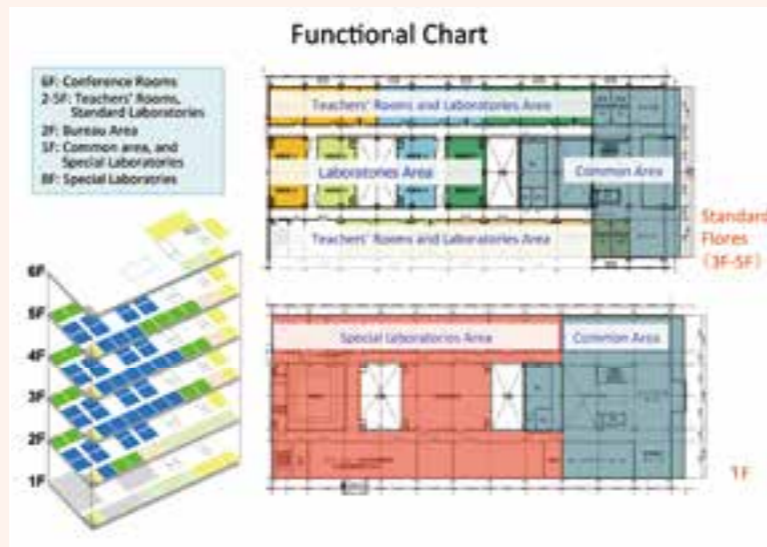 Functional Chart
6F: Conference Rooms
2-5F: Teachers' Rooms,
Standard Laboratories
2F: Bureau Area
1F: Common area, and
Special Laboratories
BF: Special Laboratries
Teachers' Rooms and Laboratories Area
Laboratories Area
Common Area
Teachers' Rooms and Laboratories Area
Standard
Flores
(3F-5F)
6F
5F
4F
3F
2F
1F
Special Laboratories Area
Common Area
1F